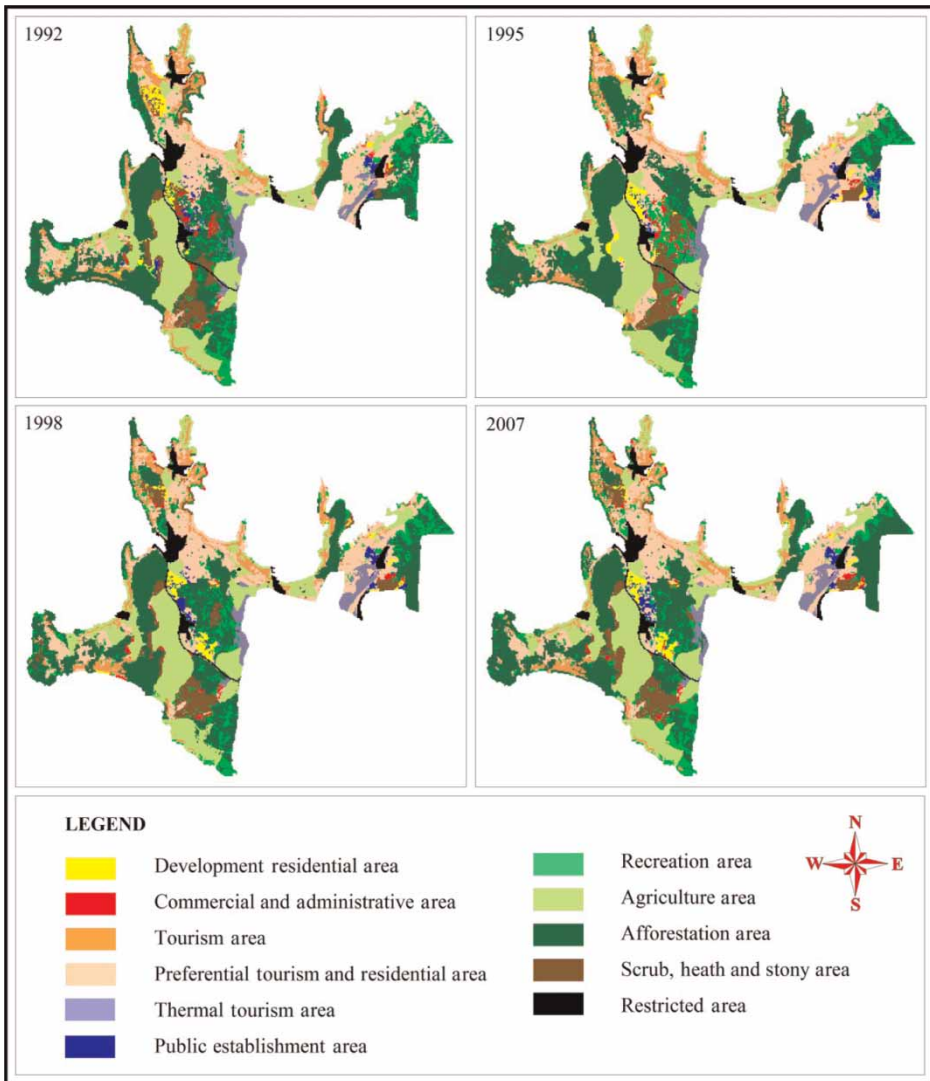 1992
1995
1998
2007
LEGEND
Development residential area
Commercial and administrative area
Tourism area
Preferential tourism and residential area
Thermal tourism area
Public establishment area
Recreation area
Agriculture area
Afforestation area
Scrub, heath and stony area
Restricted area
N
W E
S